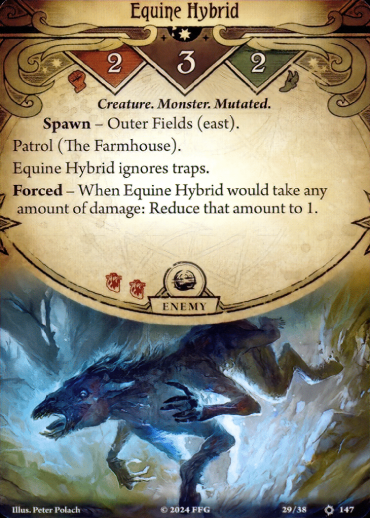 Equine Hybrid
2 3 2
Creature. Monster. Mutated.
Spawn – Outer Fields (east).
Patrol (The Farmhouse).
Equine Hybrid ignores traps.
Forced – When Equine Hybrid would take any
amount of damage: Reduce that amount to 1.
ENEMY
Illus. Peter Polach © 2024 FFG 29/38 147